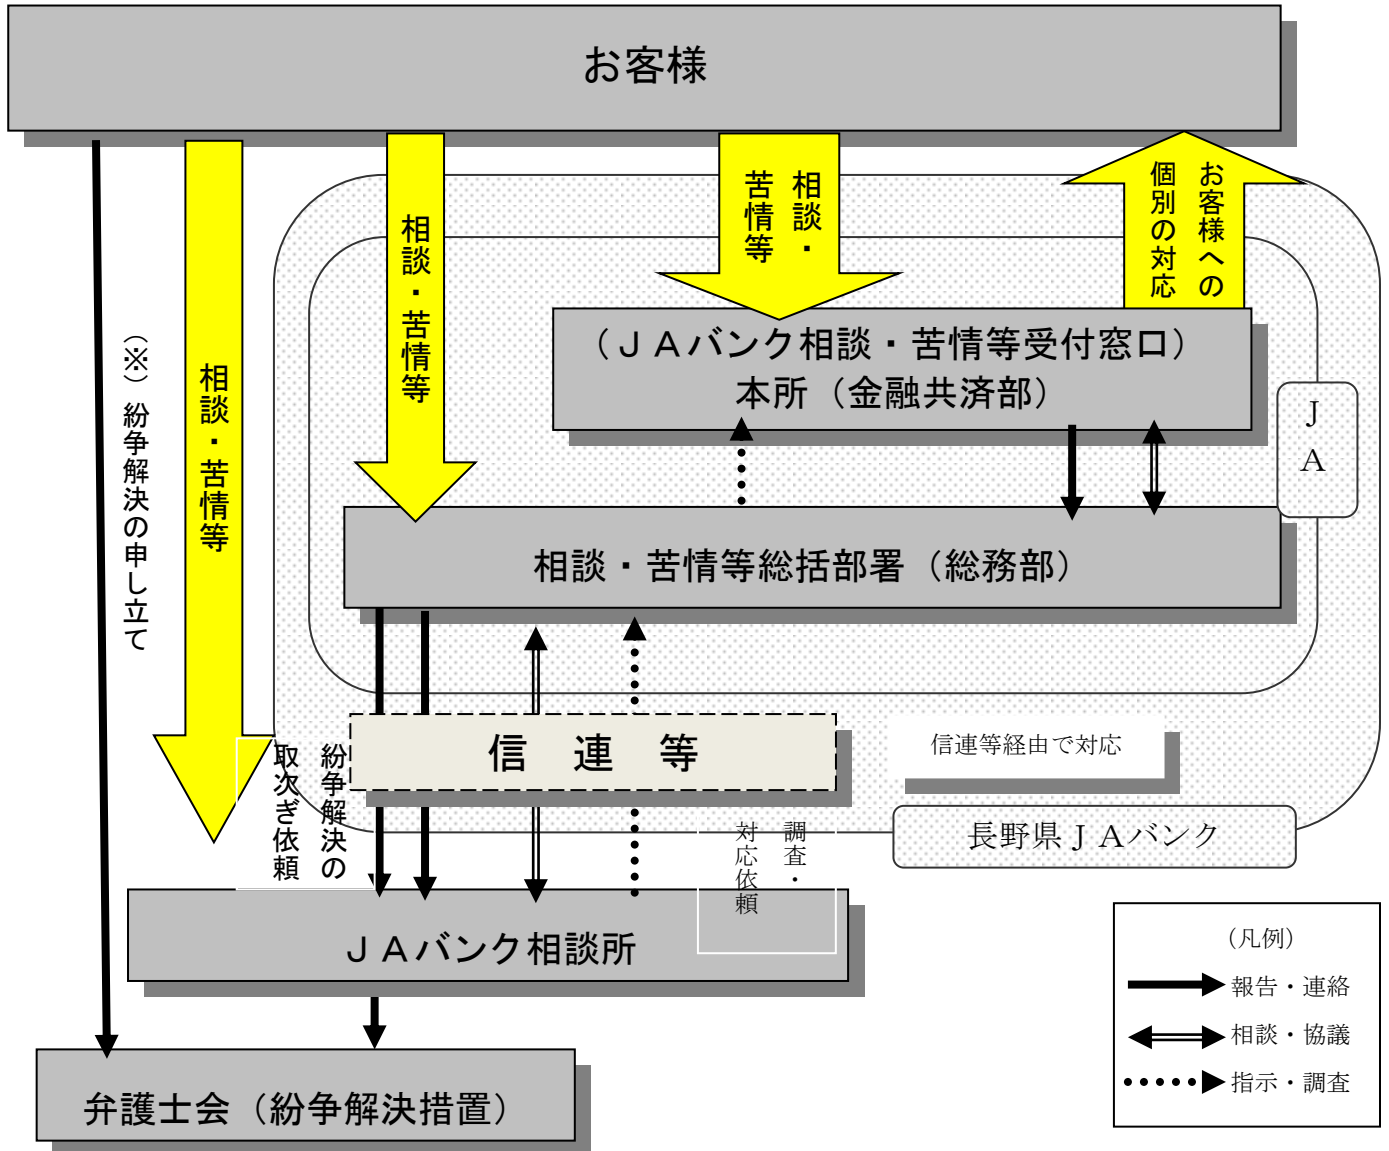 お客様
（※）紛争解決の申し立て
相談・苦情等
相談・苦情等
相談・
苦情等
お客様への
個別の対応
（ＪＡバンク相談・苦情等受付窓口）
本所（金融共済部）
ＪＡ
相談・苦情等総括部署（総務部）
信　連　等
信連等経由で対応
紛争解決の
取次ぎ依頼
調査・
対応依頼
長野県ＪＡバンク
ＪＡバンク相談所
弁護士会（紛争解決措置）
（凡例）
報告・連絡
相談・協議
指示・調査